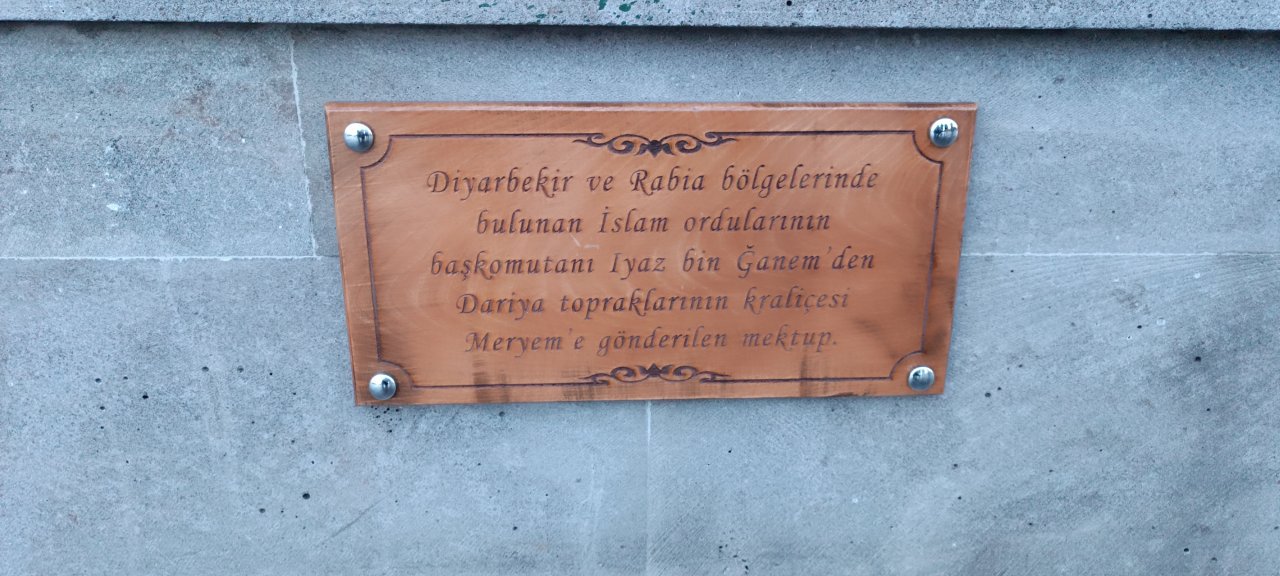 Diyarbekir ve Rabia bölgelerinde
bulunan İslam ordularının
başkomutanı Iyaz bin Ğanem'den
Dariya topraklarının kraliçesi
Meryem'e gönderilen mektup.